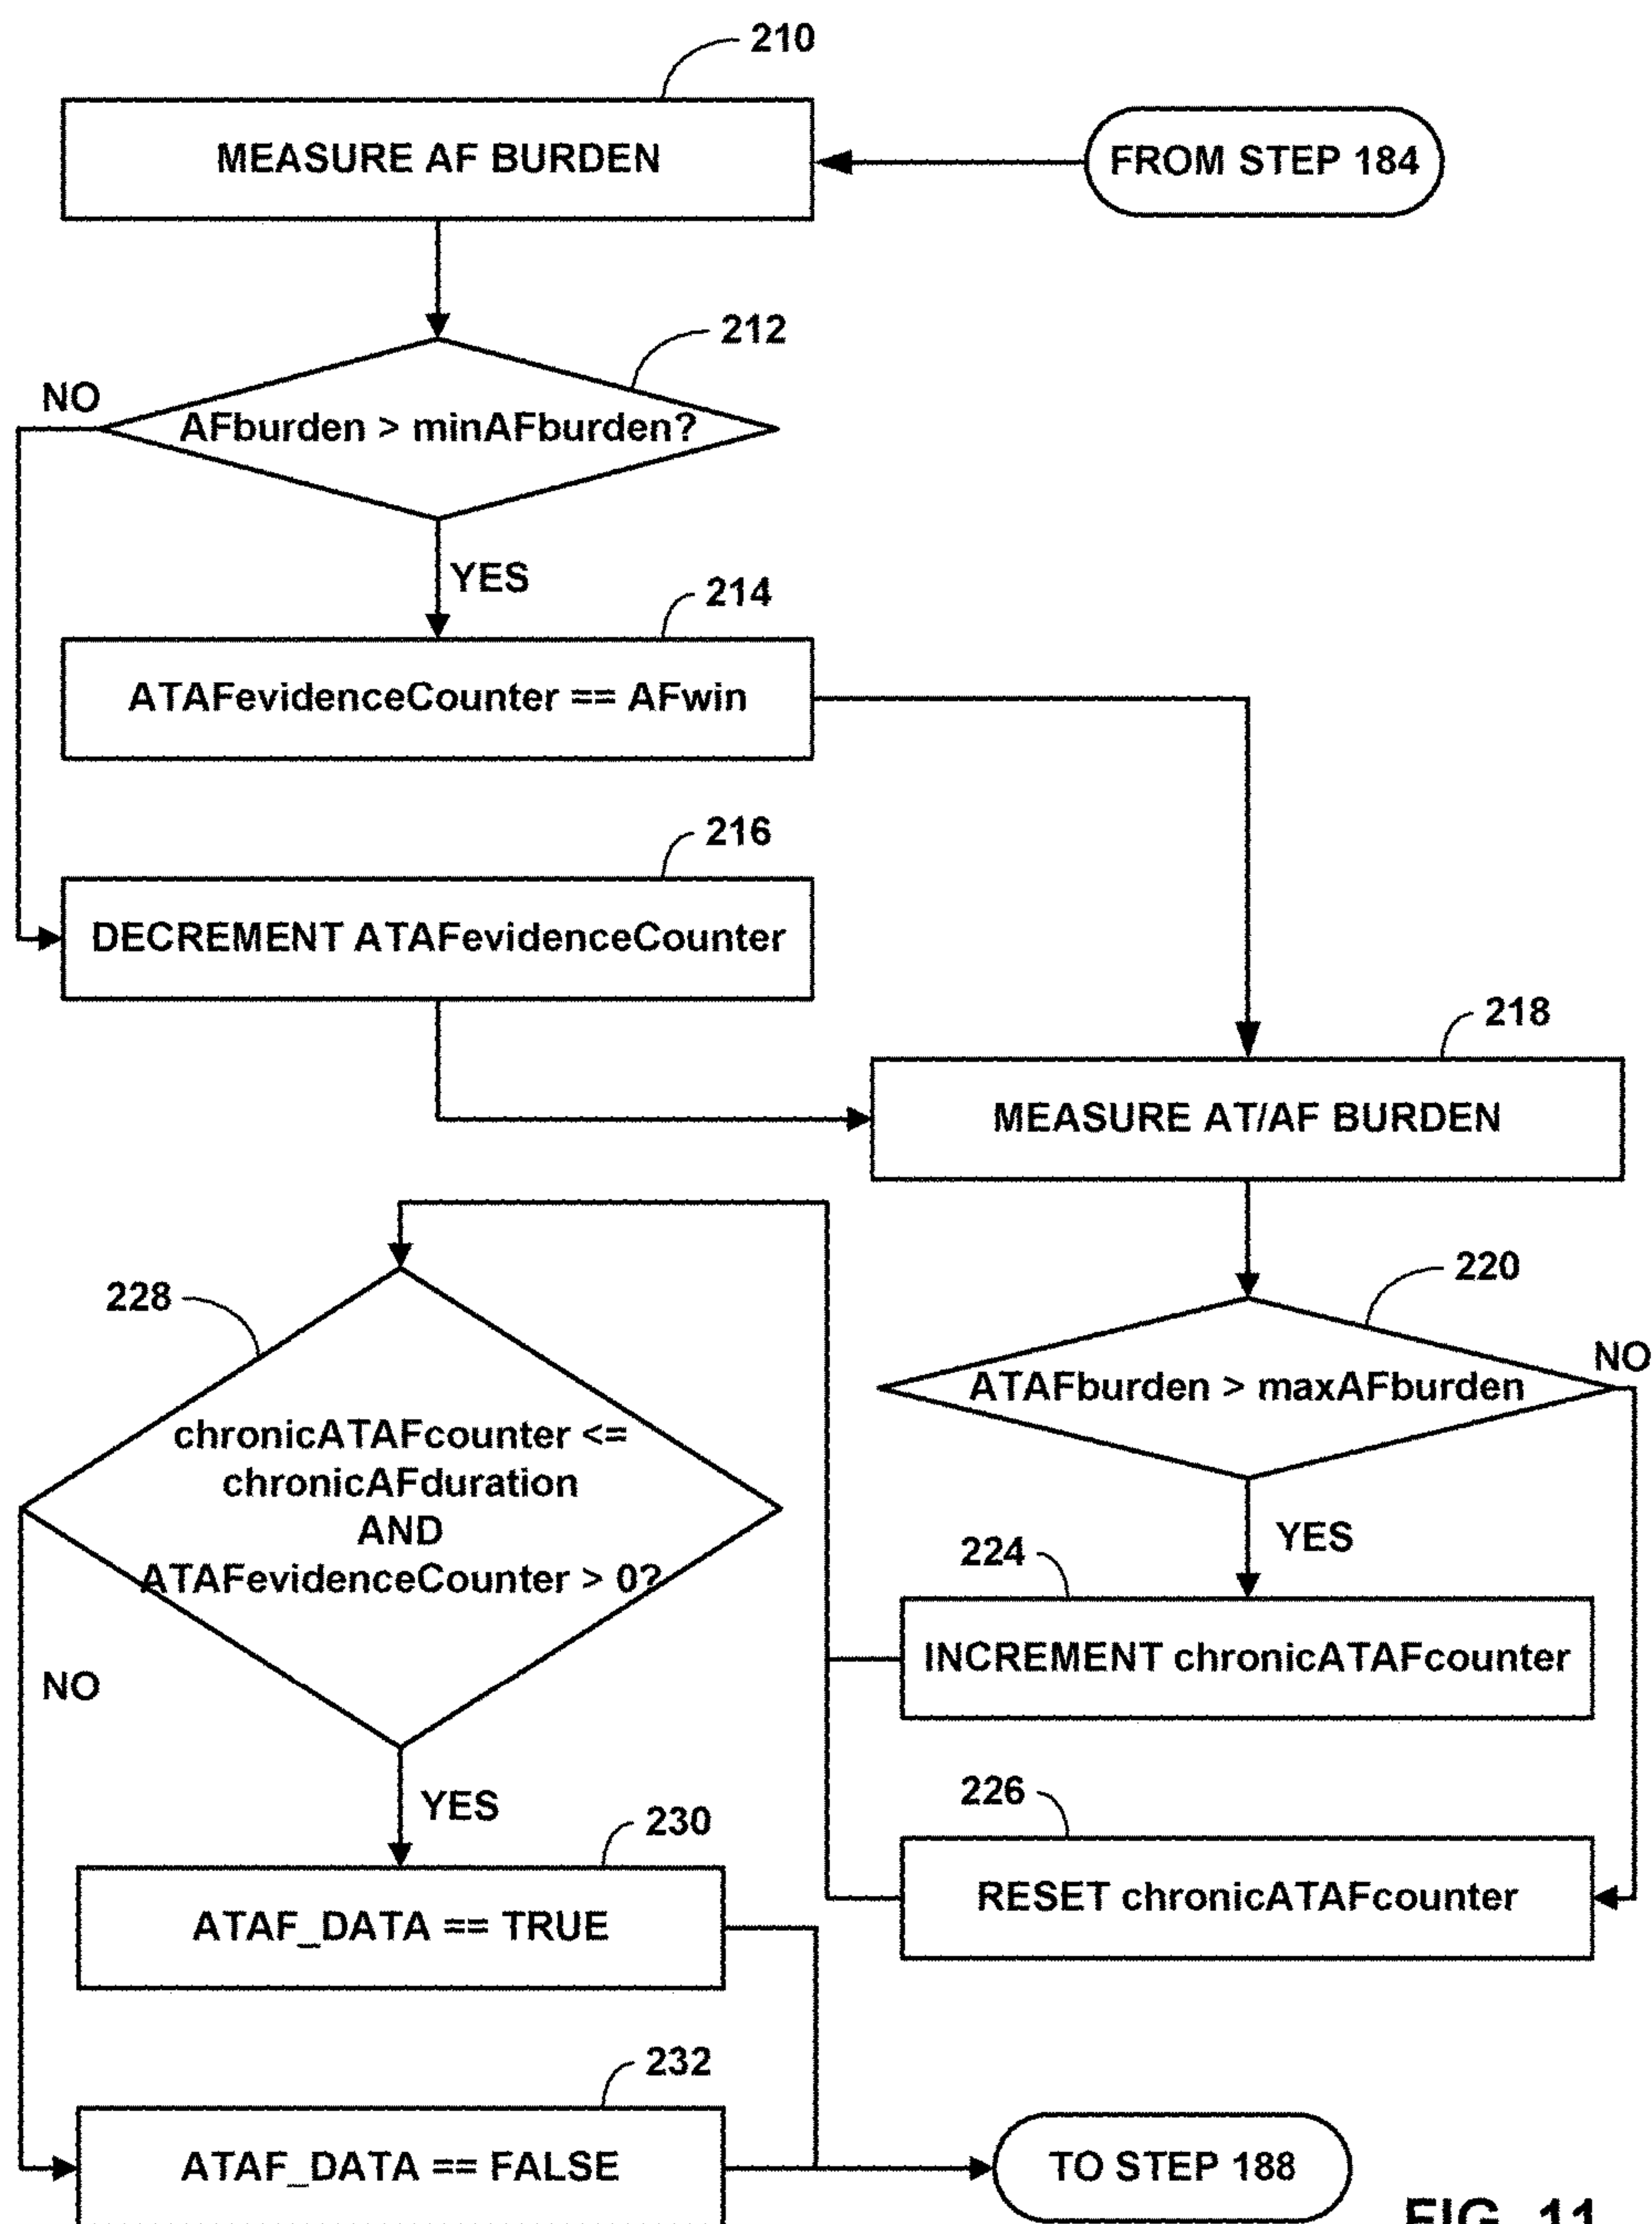 210
MEASURE AF BURDEN
FROM STEP 184
212
NO
AFburden > minAFburden?
YES
214
ATAFevidenceCounter == AFwin
216
DECREMENT ATAFevidenceCounter
218
MEASURE AT/AF BURDEN
220
NO
ATAFburden > maxAFburden
YES
224
INCREMENT chronicATAFcounter
226
RESET chronicATAFcounter
228
chronicATAFcounter <=
chronicAFduration
AND
ATAFevidenceCounter > 0?
NO
YES
230
ATAF_DATA == TRUE
232
ATAF_DATA == FALSE
TO STEP 188
FIG. 11